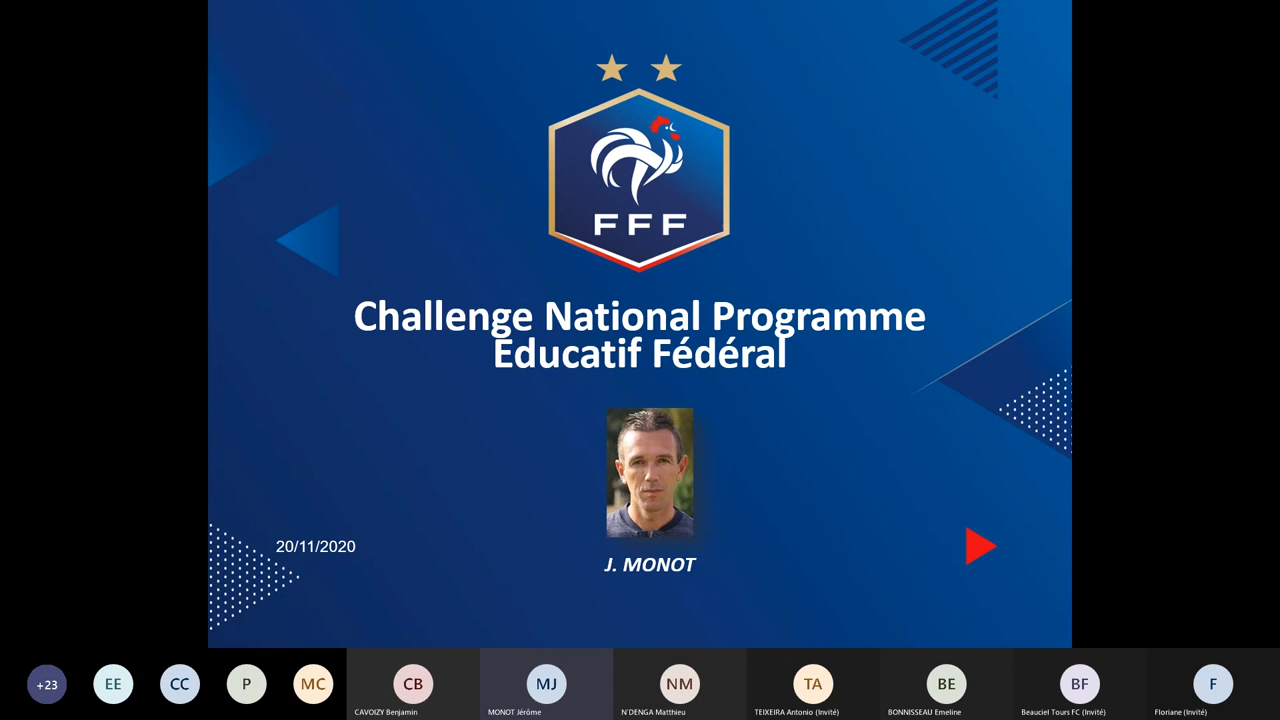 FFF
Challenge National Programme
Educatif Fédéral
20/11/2020
J. MONOT
+23
EE
CC
P
MC
CB
CAVOIZY Benjamin
MJ
MONOT Jérôme
NM
N'DENGA Matthieu
TA
TEIXEIRA Antonio (Invité)
BE
BONNISSEAU Emeline
BF
Beauciel Tours FC (Invité)
F
Floriane (Invité)